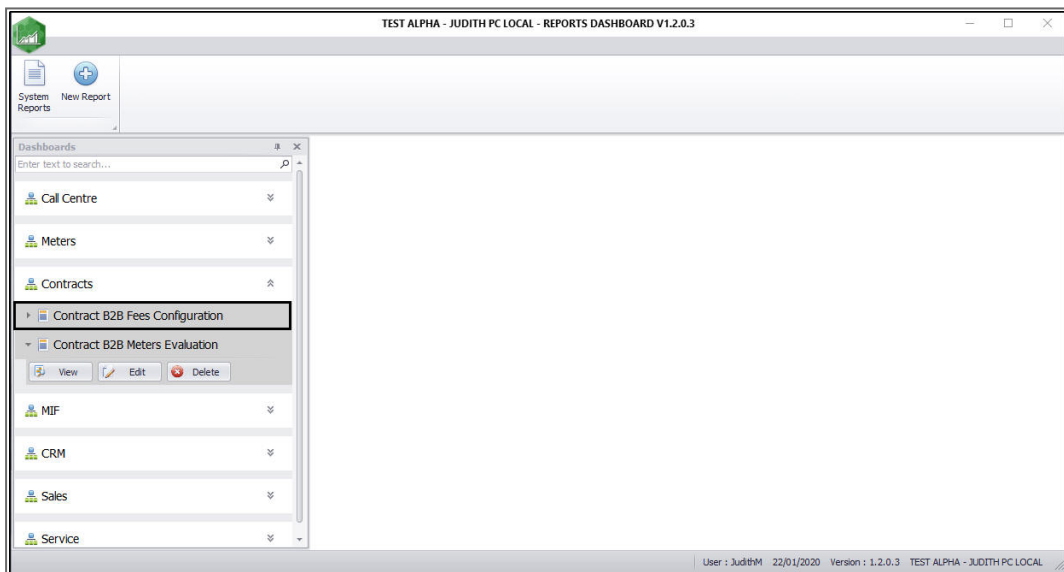 TEST ALPHA - JUDITH PC LOCAL - REPORTS DASHBOARD V1.2.0.3
System Reports
New Report
Dashboards
Enter text to search...
Call Centre
Meters
Contracts
Contract B2B Fees Configuration
Contract B2B Meters Evaluation
View Edit Delete
MIF
CRM
Sales
Service
User : JudithM 22/01/2020 Version : 1.2.0.3 TEST ALPHA - JUDITH PC LOCAL